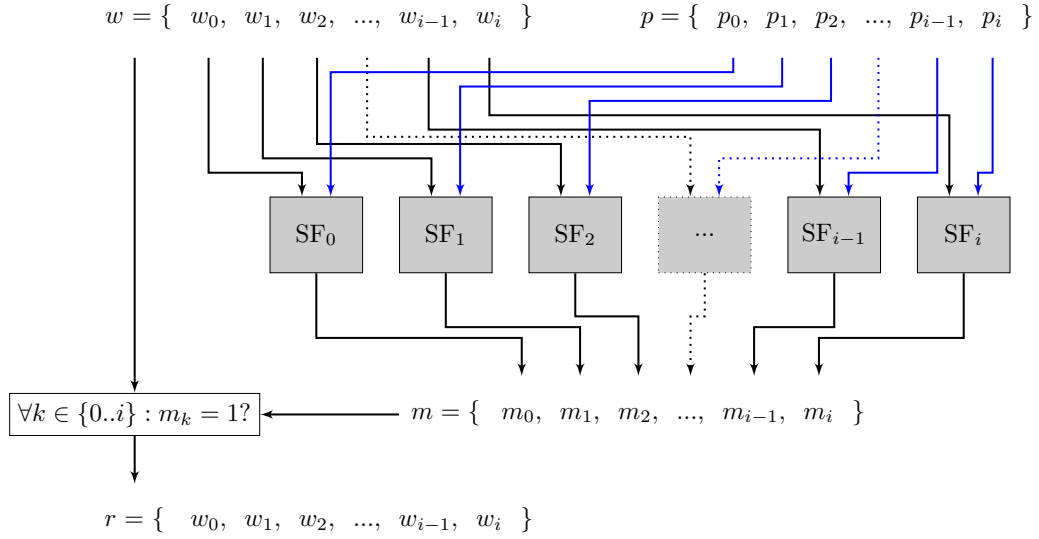 w = { w₀, w₁, w₂, ..., wᵢ₋₁, wᵢ }
p = { p₀, p₁, p₂, ..., pᵢ₋₁, pᵢ }
SF₀
SF₁
SF₂
...
SFᵢ₋₁
SFᵢ
∀k ∈ {0..i} : mₖ = 1?
m = { m₀, m₁, m₂, ..., mᵢ₋₁, mᵢ }
r = { w₀, w₁, w₂, ..., wᵢ₋₁, wᵢ }